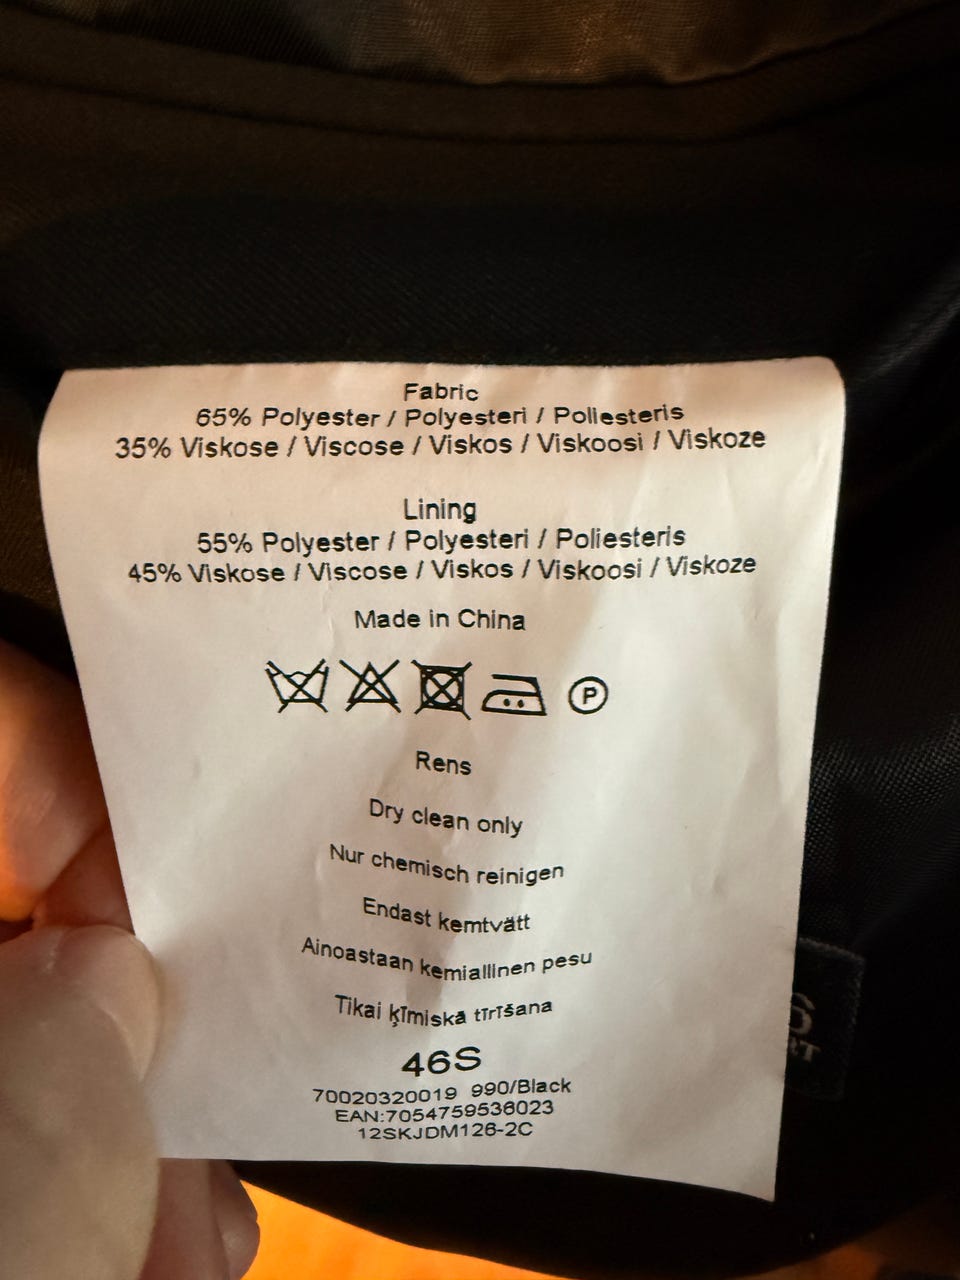 Fabric
65% Polyester / Polyesteri / Poliesteris
35% Viskose / Viscose / Viskos / Viskoosi / Viskoze
Lining
55% Polyester / Polyesteri / Poliesteris
45% Viskose / Viscose / Viskos / Viskoosi / Viskoze
Made in China
P
Rens
Dry clean only
Nur chemisch reinigen
Endast kemtvätt
Ainoastaan kemiallinen pesu
Tikai ķīmiskā tīrīšana
46S
70020320019 990/Black
EAN:7054759536023
12SKJDM126-2C